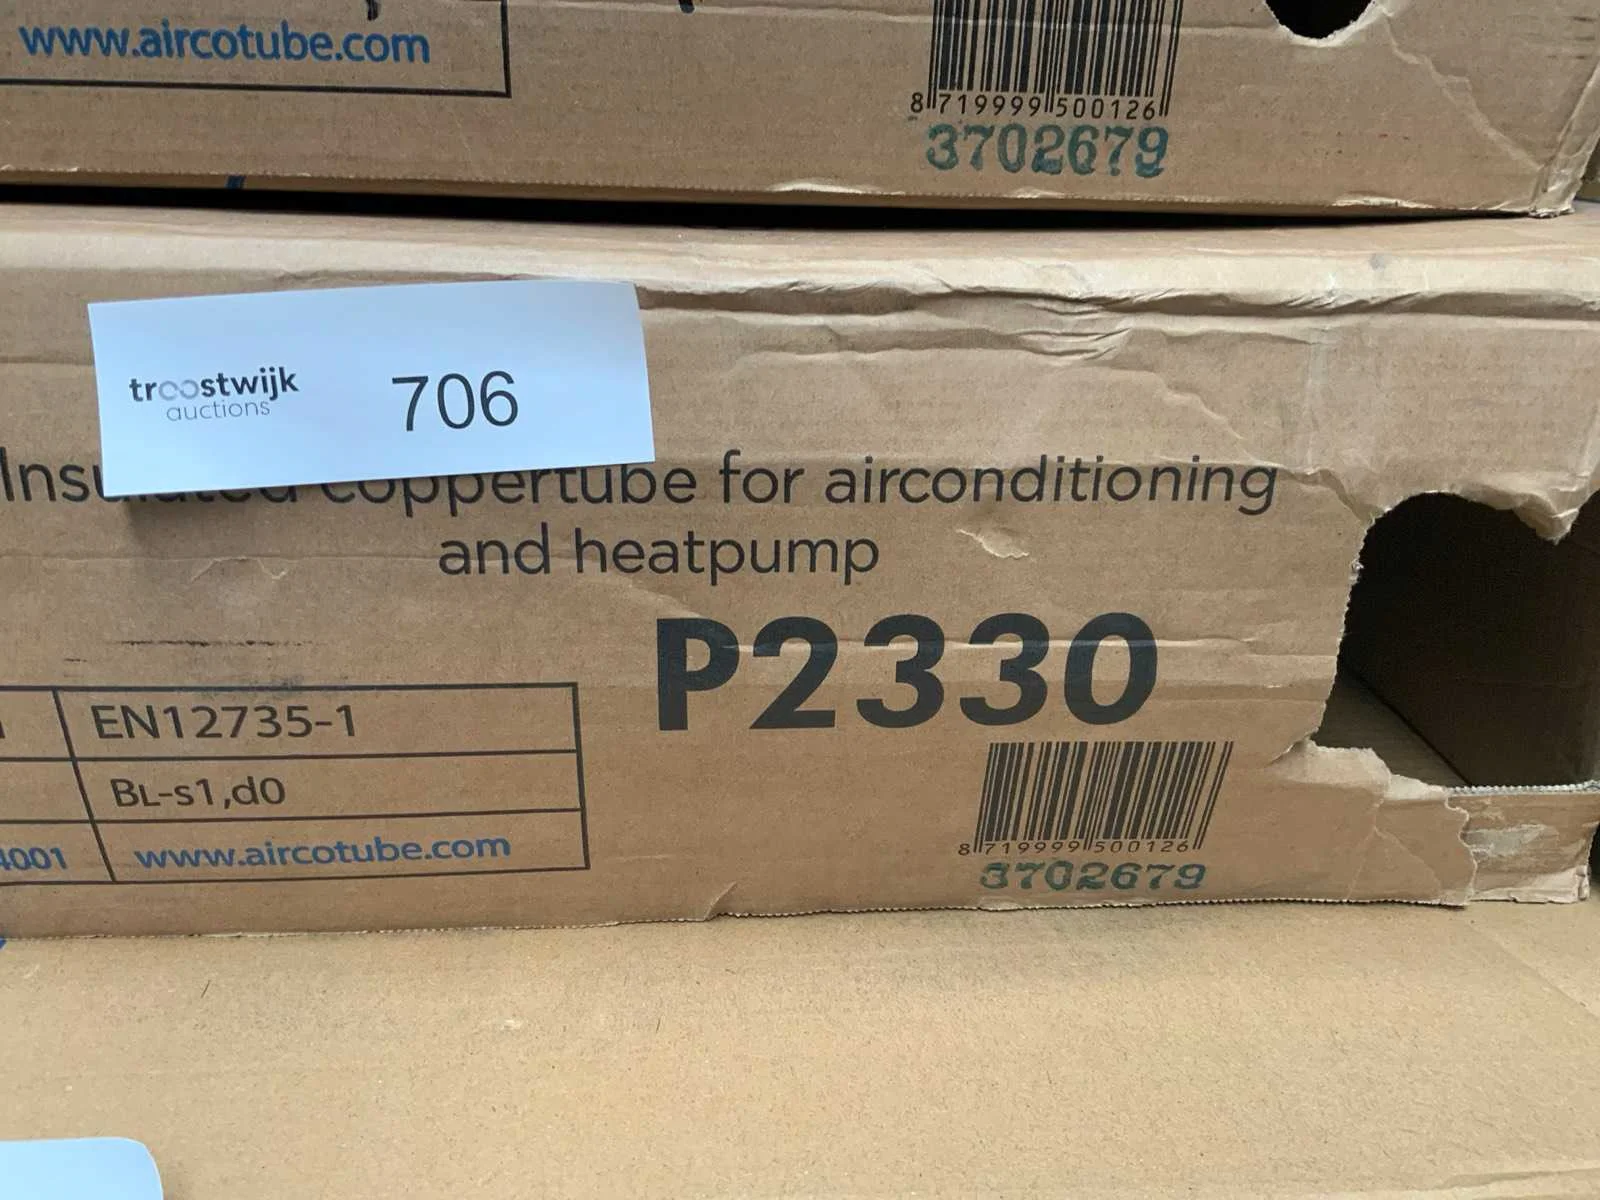 www.aircotube.com
8 719999 500126
3702679
troostwijk
auctions
706
Insulated coppertube for airconditioning
and heatpump
P2330
EN12735-1
BL-s1,d0
4001 www.aircotube.com
8 719999 500126
3702679